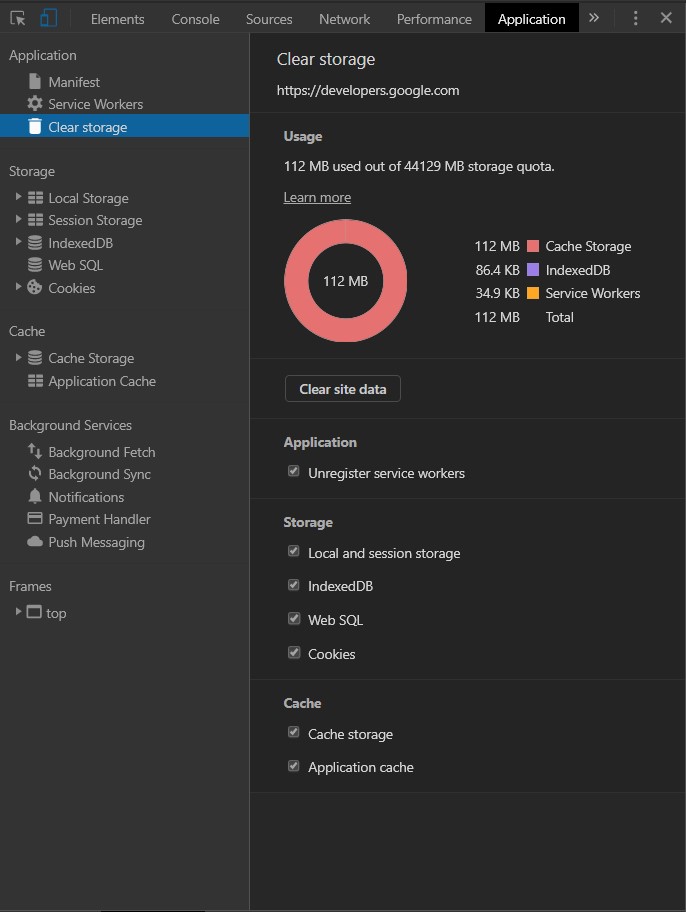 Elements Console Sources Network Performance Application
Application
Manifest
Service Workers
Clear storage
Storage
Local Storage
Session Storage
IndexedDB
Web SQL
Cookies
Cache
Cache Storage
Application Cache
Background Services
Background Fetch
Background Sync
Notifications
Payment Handler
Push Messaging
Frames
top
Clear storage
https://developers.google.com
Usage
112 MB used out of 44129 MB storage quota.
Learn more
112 MB
112 MB Cache Storage
86.4 KB IndexedDB
34.9 KB Service Workers
112 MB Total
Clear site data
Application
Unregister service workers
Storage
Local and session storage
IndexedDB
Web SQL
Cookies
Cache
Cache storage
Application cache